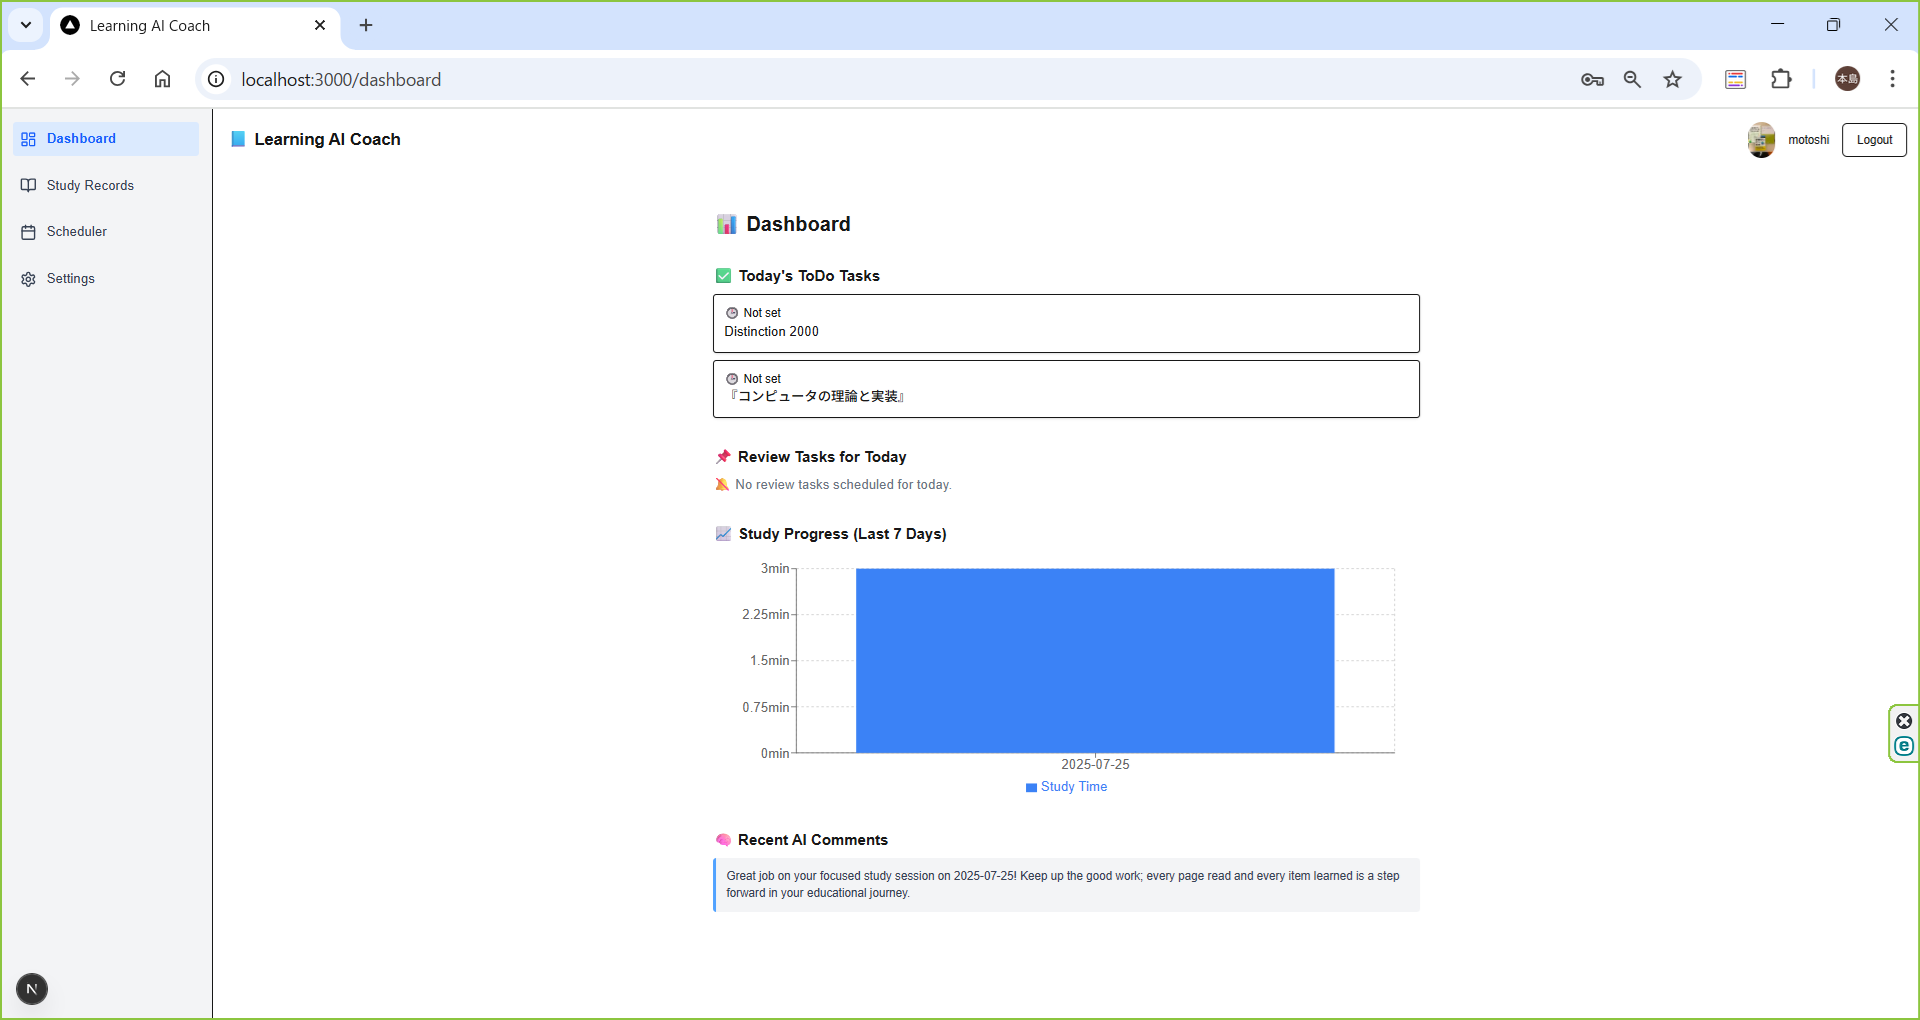 Learning AI Coach
localhost:3000/dashboard
本島
Dashboard
Study Records
Scheduler
Settings
Learning AI Coach
motoshi
Logout
Dashboard
Today's ToDo Tasks
Not set
Distinction 2000
Not set
『コンピュータの理論と実装』
Review Tasks for Today
No review tasks scheduled for today.
Study Progress (Last 7 Days)
3min
2.25min
1.5min
0.75min
0min
2025-07-25
Study Time
Recent AI Comments
Great job on your focused study session on 2025-07-25! Keep up the good work; every page read and every item learned is a step
forward in your educational journey.
N
e